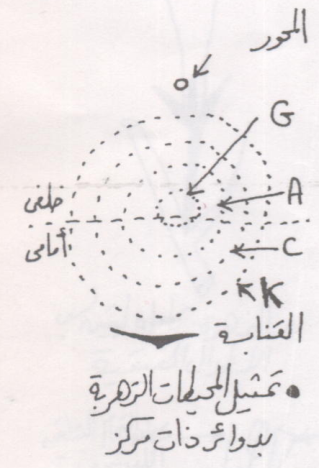 المحور
G
A
خلفي
أمامي
C
K
القنابة
• تمثيل المحيطات الزهرية
بدوائر ذات مركز